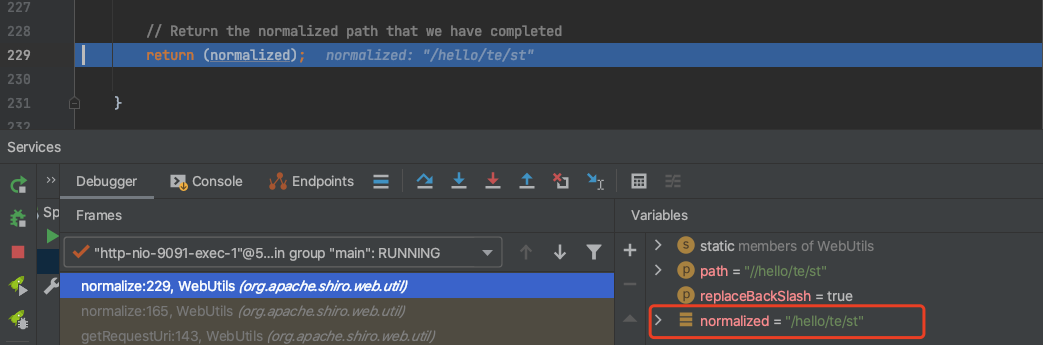 227
228 // Return the normalized path that we have completed
229 return (normalized); normalized: "/hello/te/st"
230
231 }
232
Services
Debugger Console Endpoints
Sp
Frames
Variables
"http-nio-9091-exec-1"@5...in group "main": RUNNING
static members of WebUtils
normalize:229, WebUtils (org.apache.shiro.web.util)
path = "//hello/te/st"
normalize:165, WebUtils (org.apache.shiro.web.util)
replaceBackSlash = true
getRequestUri:143, WebUtils (org.apache.shiro.web.util)
normalized = "/hello/te/st"